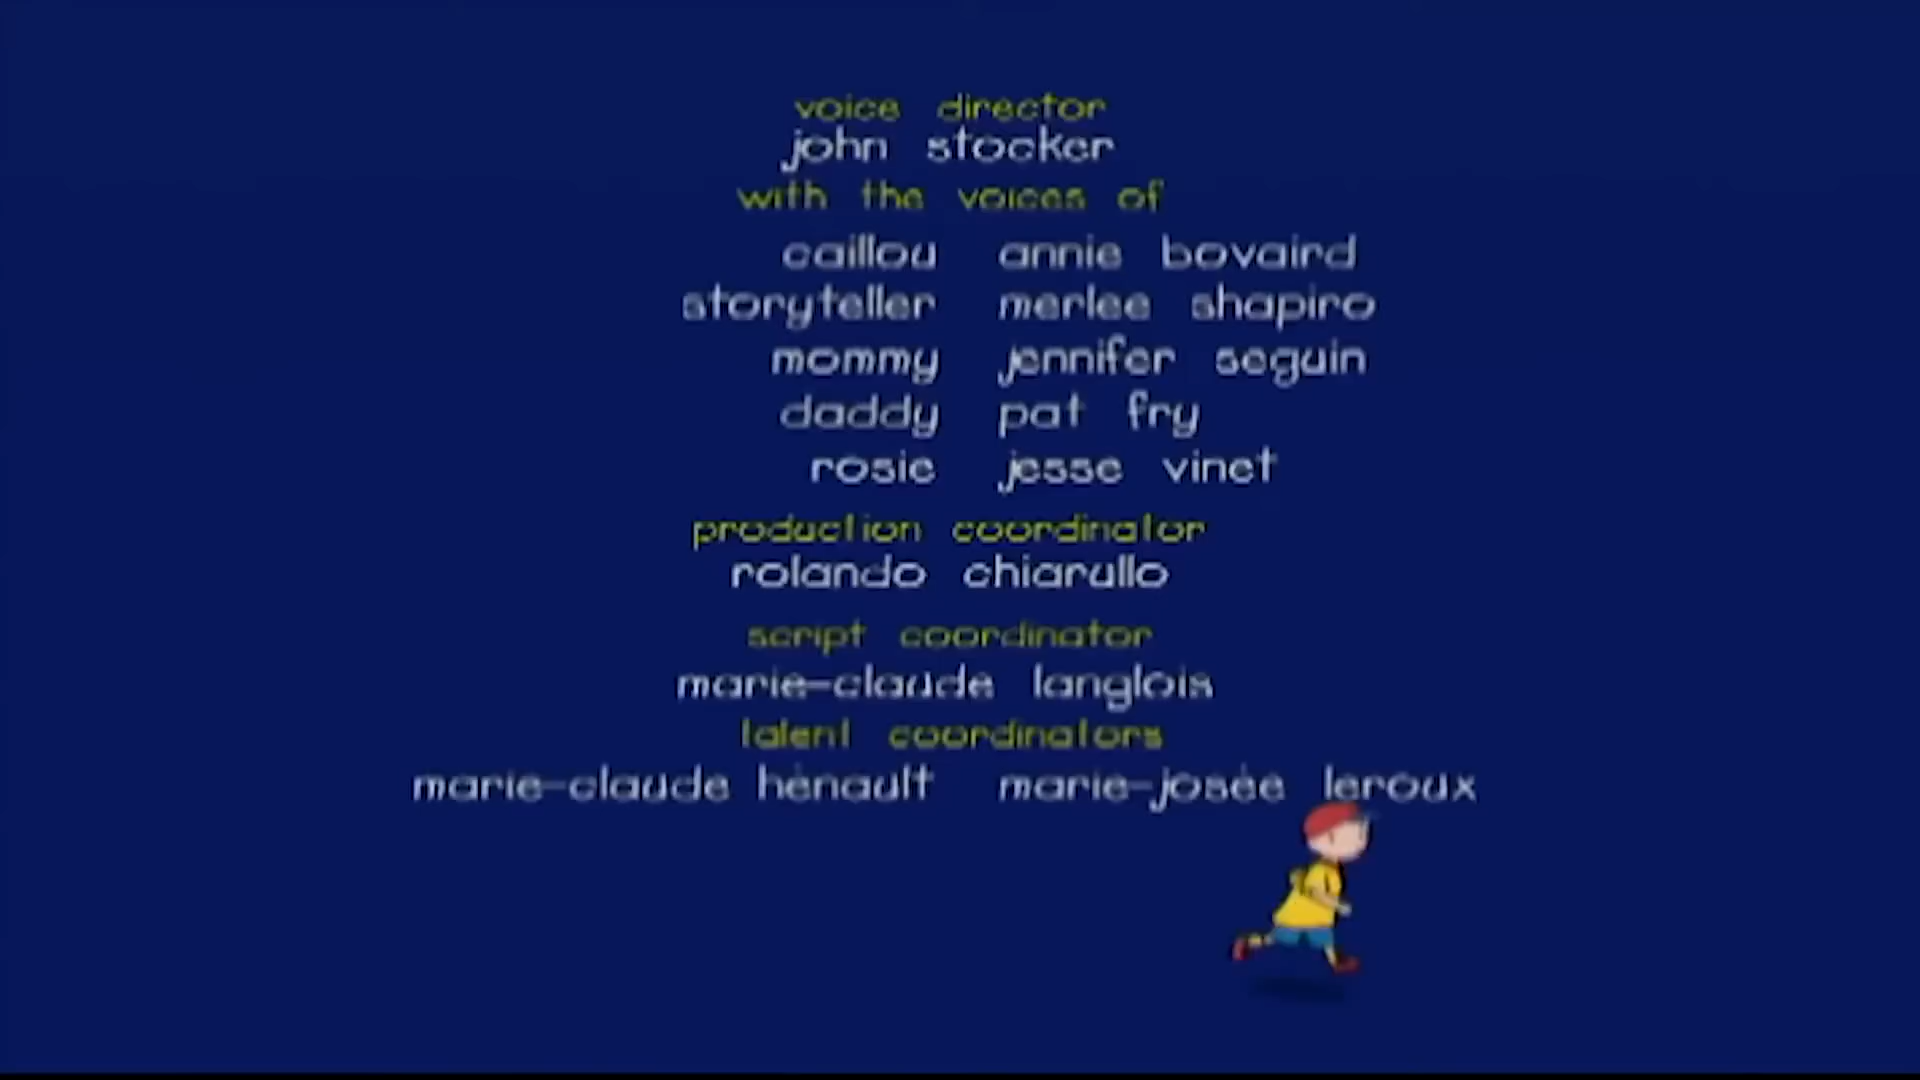 voice director
john stocker
with the voices of
caillou annie bovaird
storyteller merlee shapiro
mommy jennifer seguin
daddy pat fry
rosie jesse vinet
production coordinator
rolando chiarullo
script coordinator
marie-claude langlois
talent coordinators
marie-claude hénault marie-josée leroux